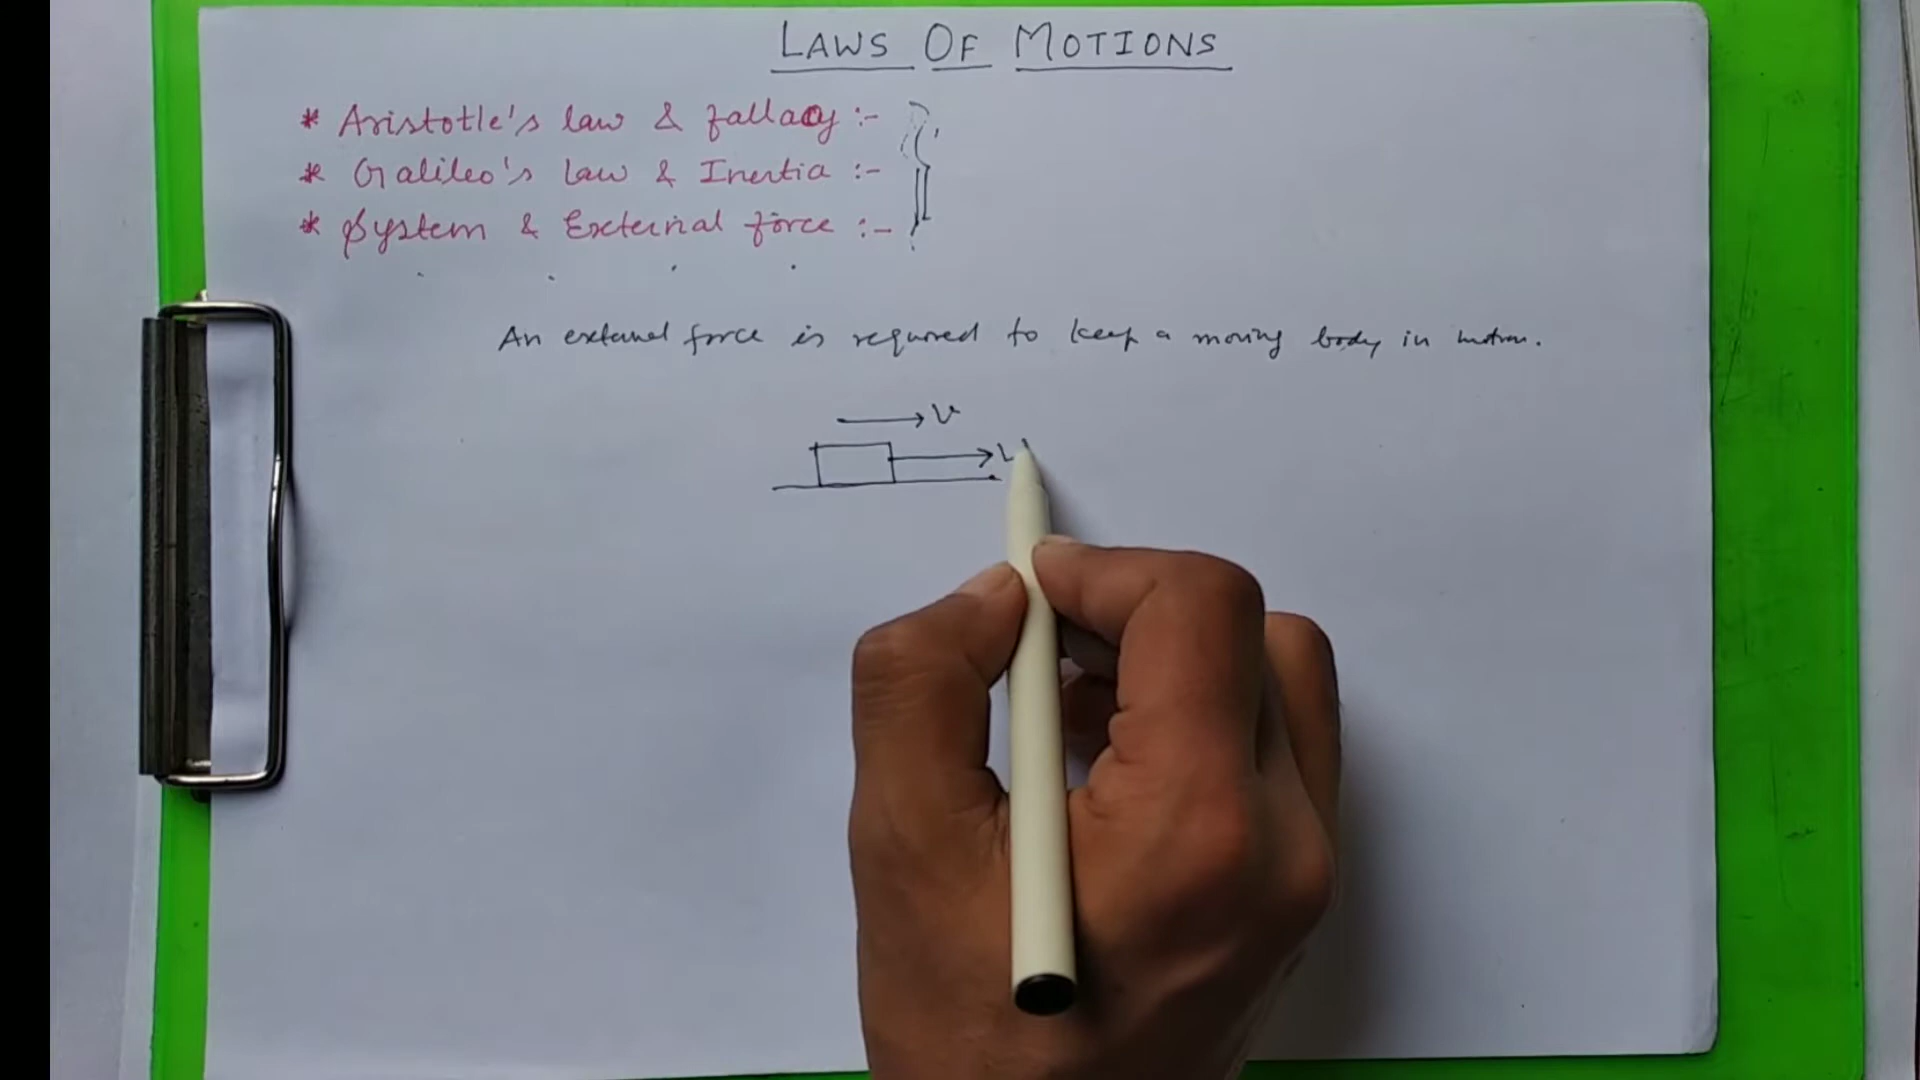 LAWS OF MOTIONS
* Aristotle's law & fallacy :-
* Galileo's Law & Inertia :-
* System & External force :-
An external force is required to keep a moving body in motion.
V